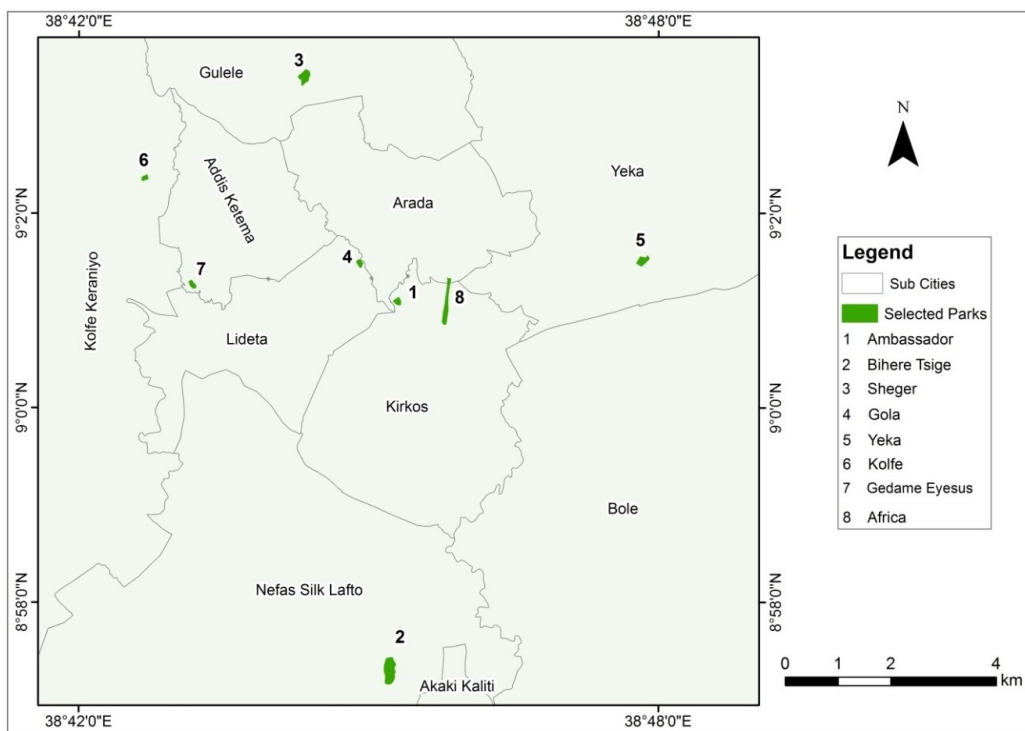 38°42'0"E
38°48'0"E
3
Gulele
N
6
Yeka
Addis Ketema
Arada
9°2'0"N
9°2'0"N
5
4
7
Legend
Sub Cities
Selected Parks
1 Ambassador
2 Bihere Tsige
3 Sheger
4 Gola
5 Yeka
6 Kolfe
7 Gedame Eyesus
8 Africa
1
8
Kolfe Keraniyo
Lideta
Kirkos
9°0'0"N
9°0'0"N
Bole
Nefas Silk Lafto
8°58'0"N
8°58'0"N
2
Akaki Kaliti
0 1 2 4
km
38°42'0"E
38°48'0"E